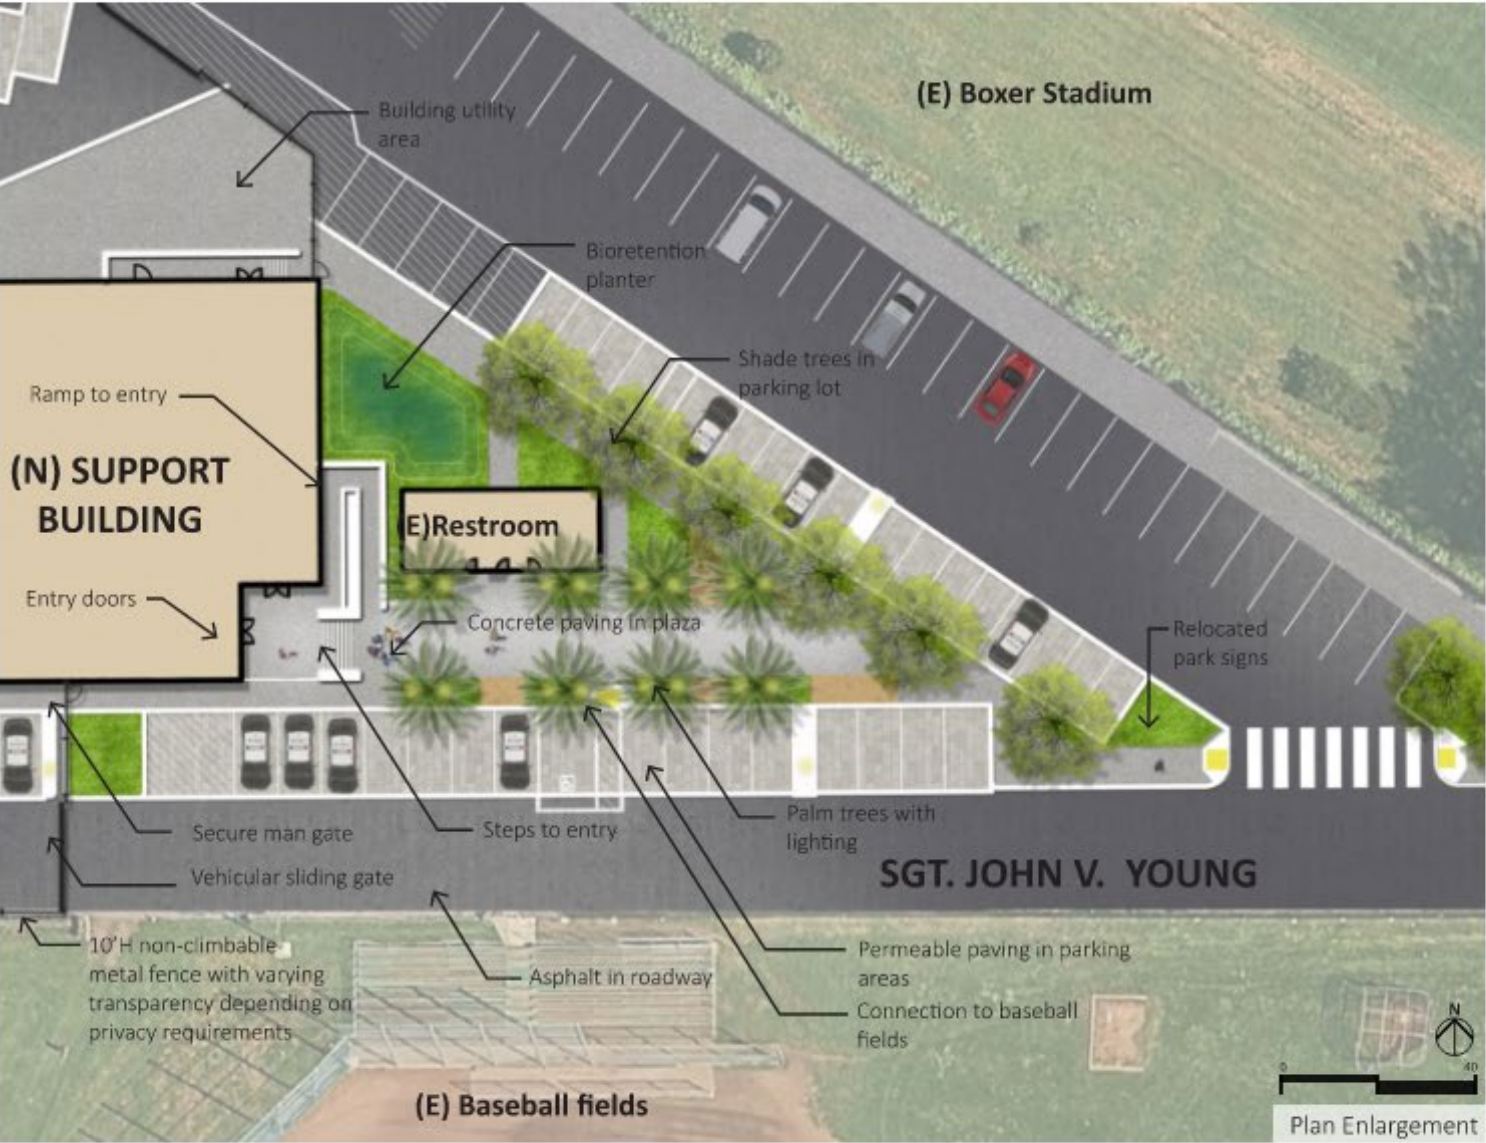 (E) Boxer Stadium
Building utility
area
Bioretention
planter
Shade trees in
parking lot
Ramp to entry
(N) SUPPORT
BUILDING
(E)Restroom
Entry doors
Concrete paving in plaza
Relocated
park signs
Secure man gate
Steps to entry
Palm trees with
lighting
Vehicular sliding gate
SGT. JOHN V. YOUNG
10'H non-climbable
metal fence with varying
transparency depending on
privacy requirements
Asphalt in roadway
Permeable paving in parking
areas
Connection to baseball
fields
N
0 40
(E) Baseball fields
Plan Enlargement